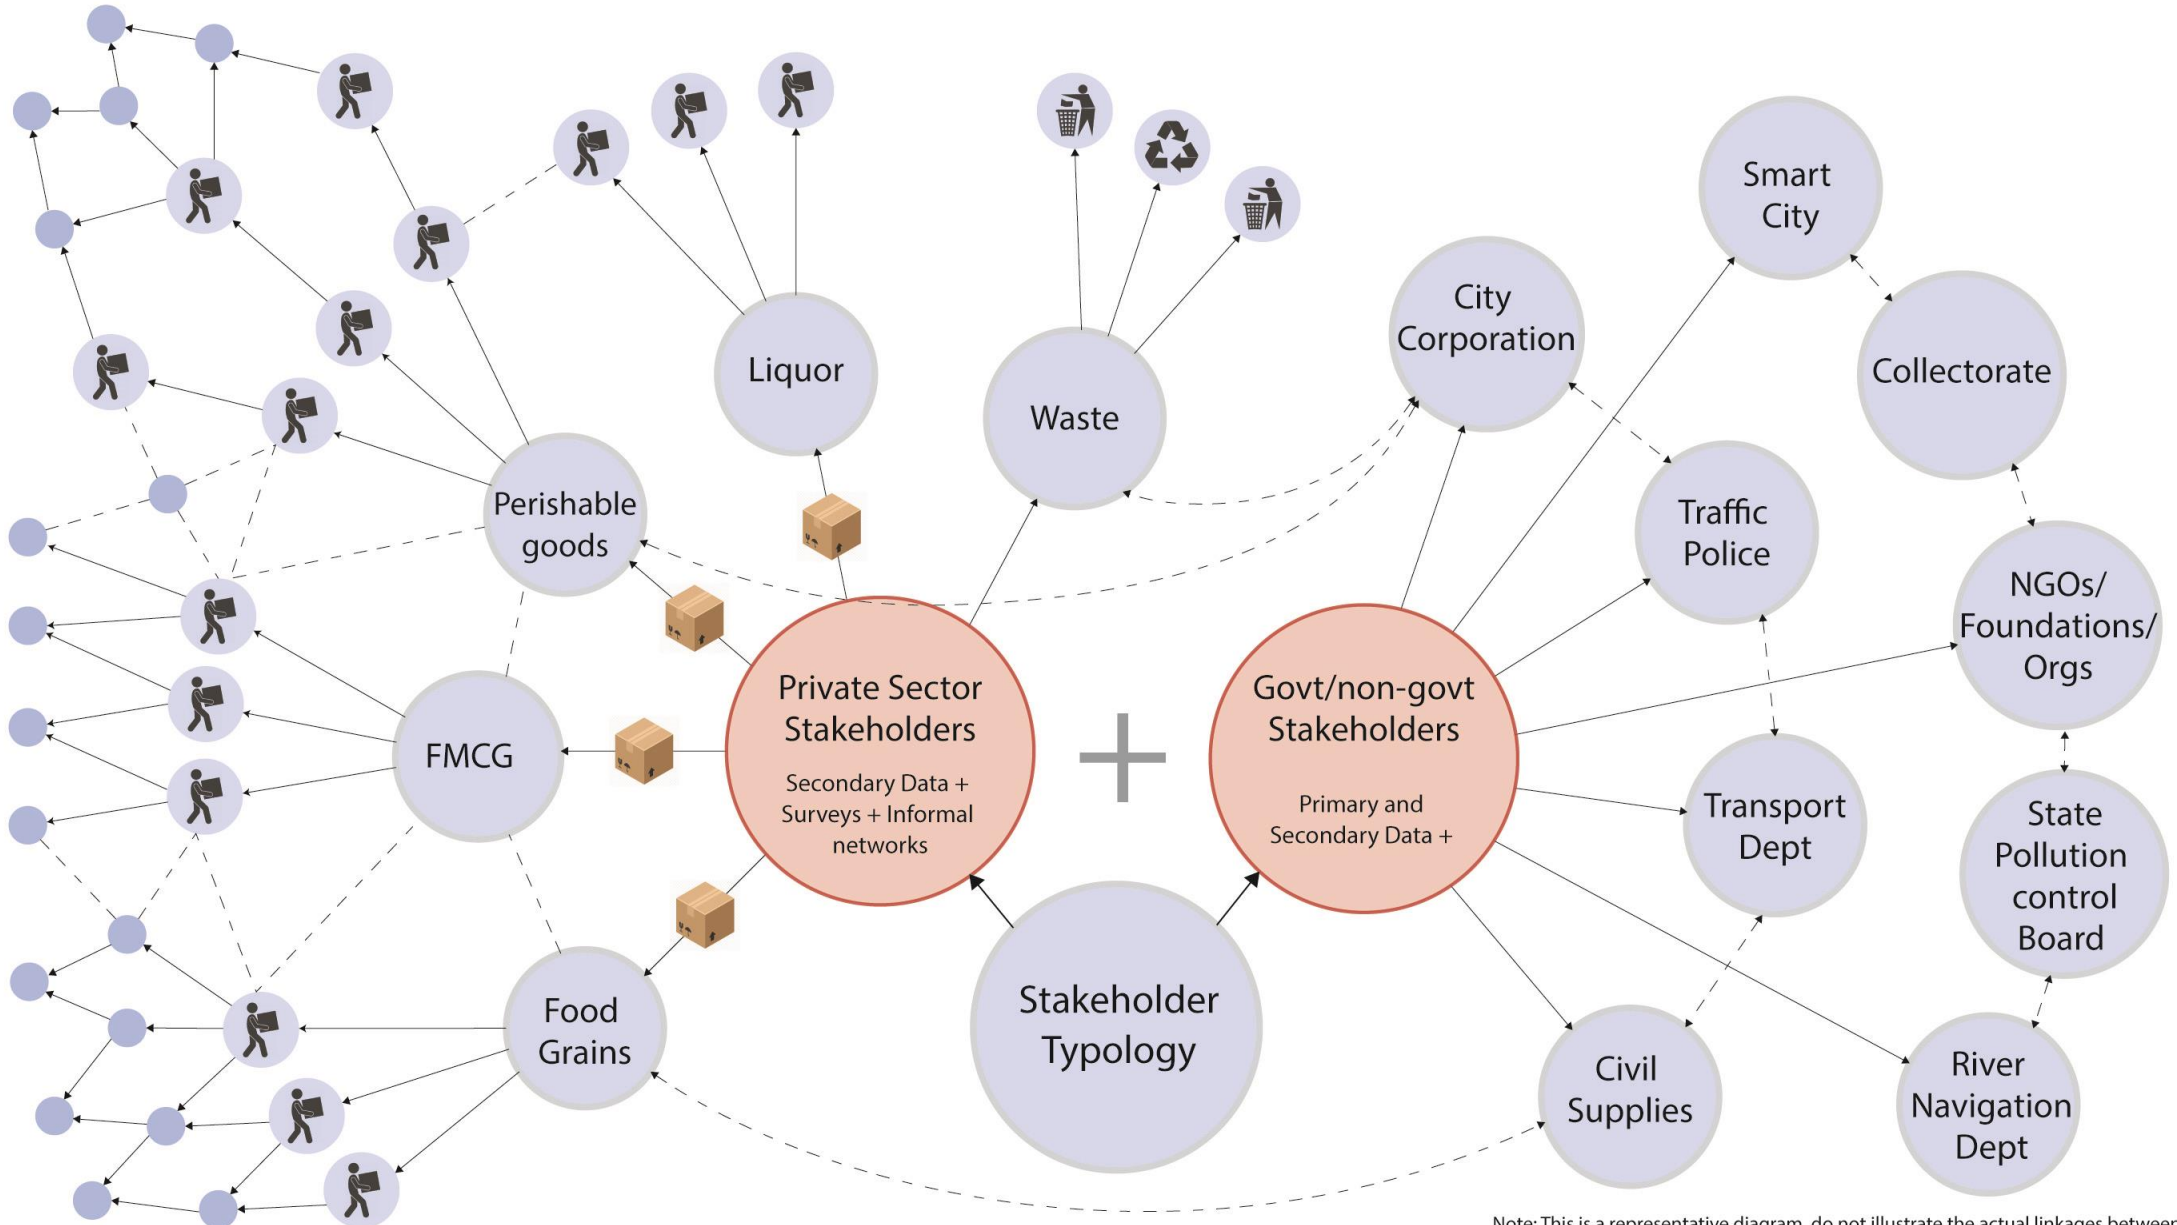 Smart
City
City
Corporation
Collectorate
Liquor
Waste
Perishable
goods
Traffic
Police
NGOs/
Foundations/
Orgs
Private Sector
Stakeholders
Secondary Data +
Surveys + Informal
networks
Govt/non-govt
Stakeholders
Primary and
Secondary Data +
FMCG
Transport
Dept
State
Pollution
control
Board
Stakeholder
Typology
Food
Grains
Civil
Supplies
River
Navigation
Dept
Note: This is a representative diagram, do not illustrate the actual linkages between